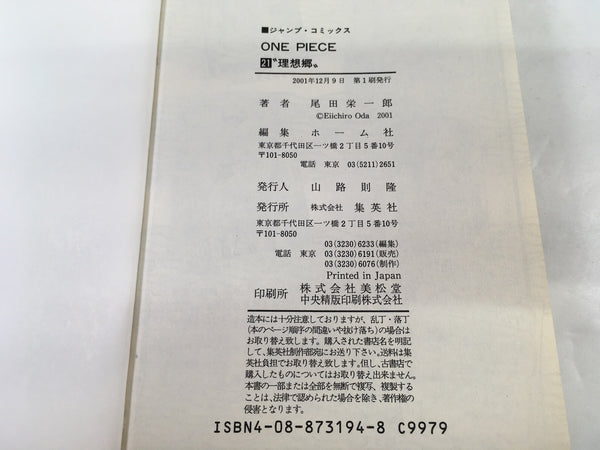 ■ジャンプ・コミックス
ONE PIECE
21 〝理想郷〟
2001年12月9日　第1刷発行
著者　尾田栄一郎
©Eiichiro Oda 2001
編集　ホーム社
東京都千代田区一ツ橋2丁目5番10号
〒101-8050
電話　東京　03(5211)2651
発行人　山路則隆
発行所　株式会社 集英社
東京都千代田区一ツ橋2丁目5番10号
〒101-8050
03(3230)6233(編集)
電話　東京　03(3230)6191(販売)
03(3230)6076(制作)
Printed in Japan
印刷所　株式会社美松堂
中央精版印刷株式会社
造本には十分注意しておりますが、乱丁・落丁
(本のページ順序の間違いや抜け落ち)の場合は
お取り替え致します。購入された書店名を明記
して、集英社制作部宛にお送り下さい。送料は集
英社負担でお取り替え致します。但し、古書店で
購入したものについてはお取り替え出来ません。
本書の一部または全部を無断で複写、複製する
ことは、法律で認められた場合を除き、著作権の
侵害となります。
ISBN4-08-873194-8 C9979